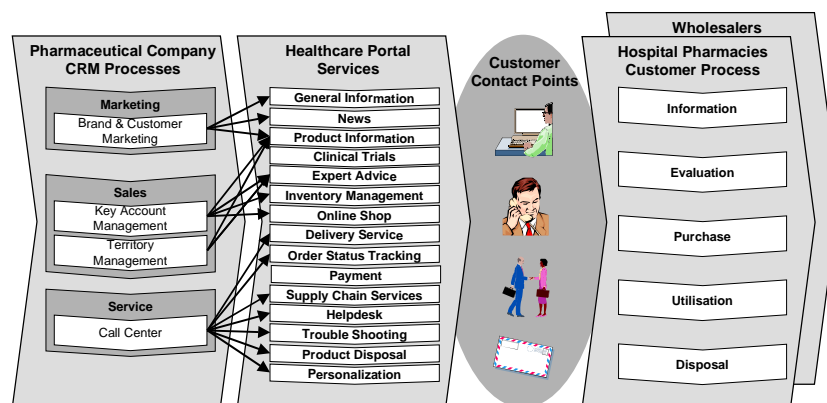 Pharmaceutical Company
CRM Processes
Marketing
Brand & Customer
Marketing
Sales
Key Account
Management
Territory
Management
Service
Call Center
Healthcare Portal
Services
General Information
News
Product Information
Clinical Trials
Expert Advice
Inventory Management
Online Shop
Delivery Service
Order Status Tracking
Payment
Supply Chain Services
Helpdesk
Trouble Shooting
Product Disposal
Personalization
Customer
Contact Points
Wholesalers
Hospital Pharmacies
Customer Process
Information
Evaluation
Purchase
Utilisation
Disposal